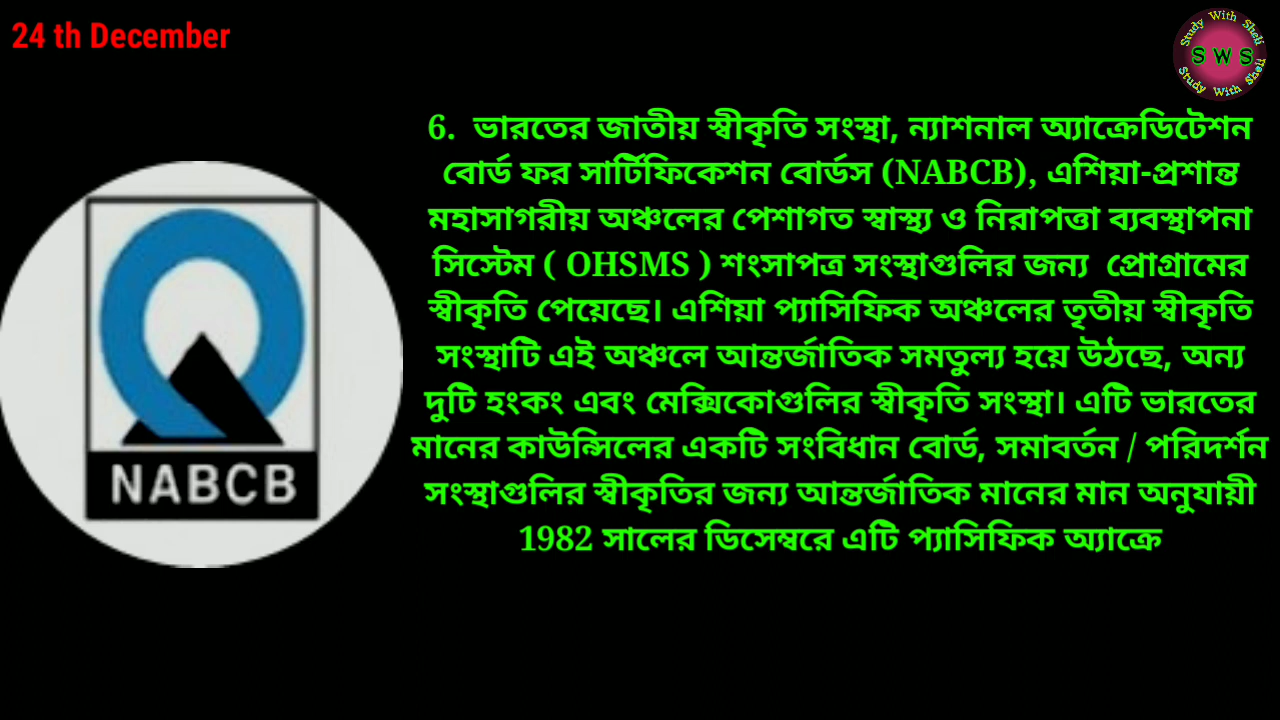 24 th December
Study With Sheli
S W S
Study With Sheli
6. ভারতের জাতীয় স্বীকৃতি সংস্থা, ন্যাশনাল অ্যাক্রেডিটেশন
বোর্ড ফর সার্টিফিকেশন বোর্ডস (NABCB), এশিয়া-প্রশান্ত
মহাসাগরীয় অঞ্চলের পেশাগত স্বাস্থ্য ও নিরাপত্তা ব্যবস্থাপনা
সিস্টেম ( OHSMS ) শংসাপত্র সংস্থাগুলির জন্য প্রোগ্রামের
স্বীকৃতি পেয়েছে। এশিয়া প্যাসিফিক অঞ্চলের তৃতীয় স্বীকৃতি
সংস্থাটি এই অঞ্চলে আন্তর্জাতিক সমতুল্য হয়ে উঠছে, অন্য
দুটি হংকং এবং মেক্সিকোগুলির স্বীকৃতি সংস্থা। এটি ভারতের
মানের কাউন্সিলের একটি সংবিধান বোর্ড, সমাবর্তন / পরিদর্শন
সংস্থাগুলির স্বীকৃতির জন্য আন্তর্জাতিক মানের মান অনুযায়ী
1982 সালের ডিসেম্বরে এটি প্যাসিফিক অ্যাক্রে
NABCB